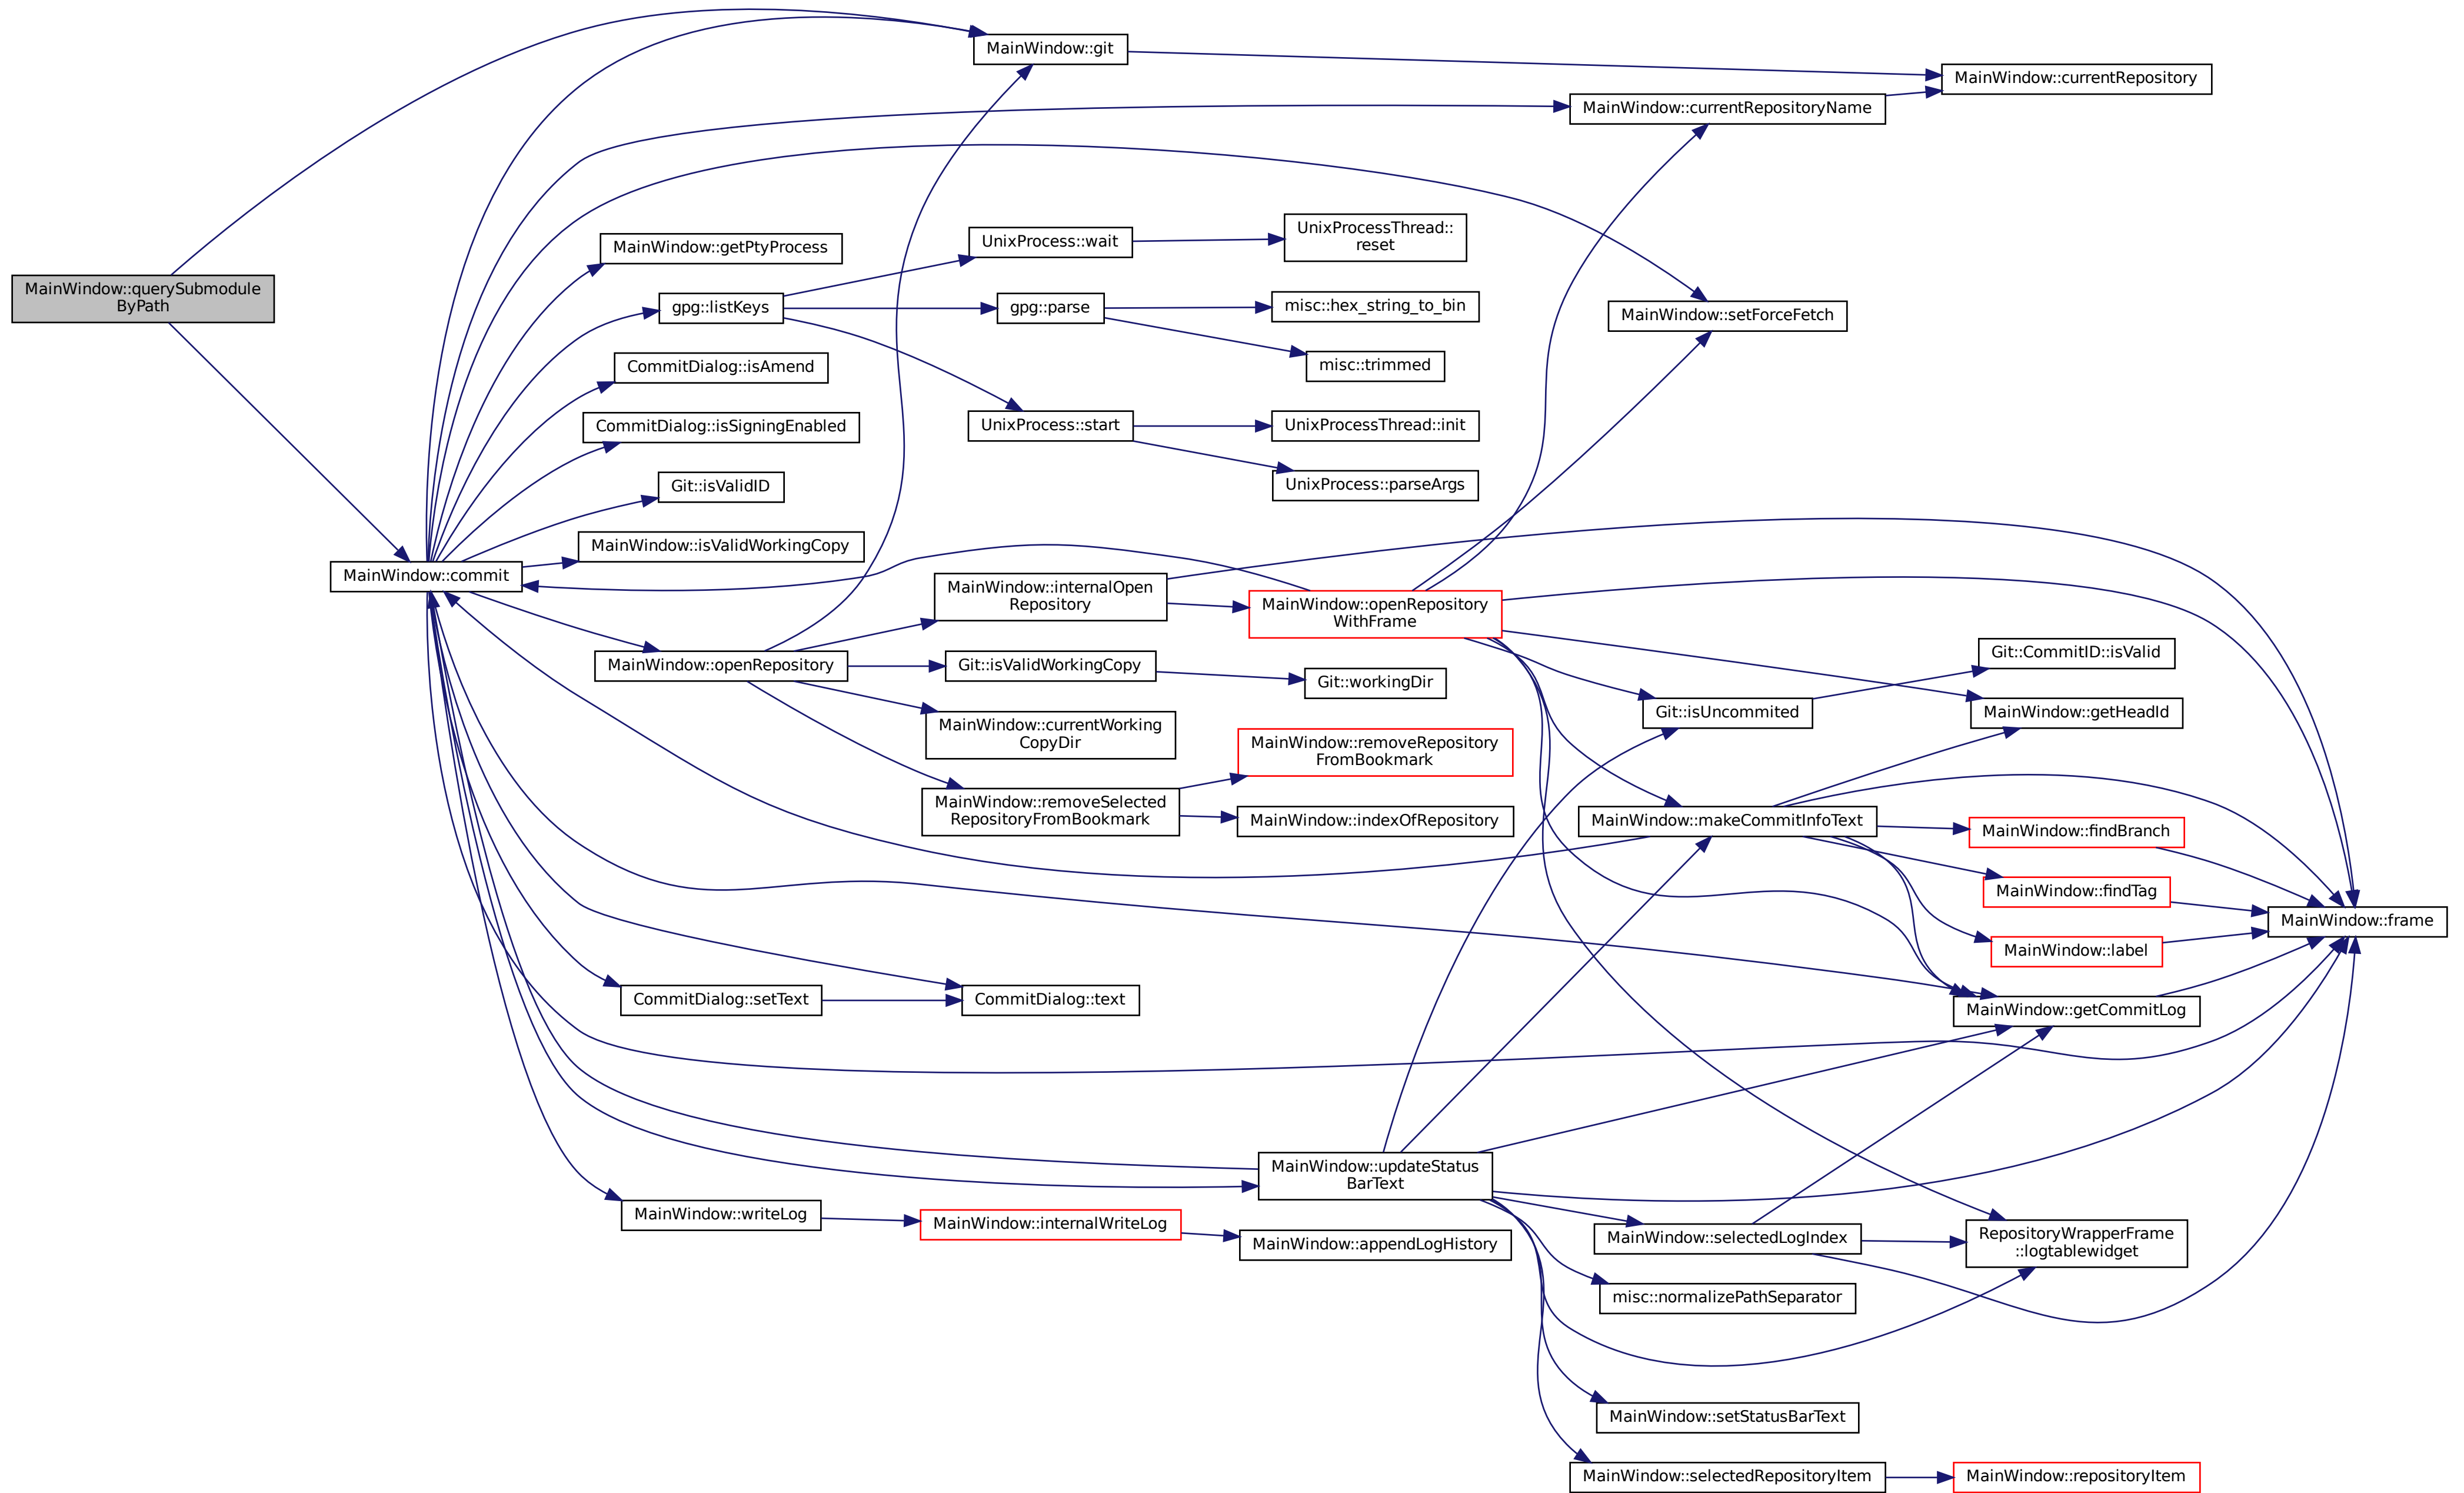 MainWindow::git
MainWindow::currentRepository
MainWindow::currentRepositoryName
UnixProcessThread::
reset
UnixProcess::wait
MainWindow::getPtyProcess
MainWindow::querySubmodule
ByPath
gpg::listKeys
gpg::parse
misc::hex_string_to_bin
MainWindow::setForceFetch
CommitDialog::isAmend
misc::trimmed
CommitDialog::isSigningEnabled
UnixProcess::start
UnixProcessThread::init
Git::isValidID
UnixProcess::parseArgs
MainWindow::isValidWorkingCopy
MainWindow::commit
MainWindow::internalOpen
Repository
MainWindow::openRepository
WithFrame
MainWindow::openRepository
Git::isValidWorkingCopy
Git::workingDir
Git::CommitID::isValid
Git::isUncommited
MainWindow::getHeadId
MainWindow::currentWorking
CopyDir
MainWindow::removeRepository
FromBookmark
MainWindow::removeSelected
RepositoryFromBookmark
MainWindow::indexOfRepository
MainWindow::makeCommitInfoText
MainWindow::findBranch
MainWindow::findTag
MainWindow::frame
MainWindow::label
CommitDialog::setText
CommitDialog::text
MainWindow::getCommitLog
MainWindow::updateStatus
BarText
MainWindow::writeLog
MainWindow::internalWriteLog
MainWindow::appendLogHistory
MainWindow::selectedLogIndex
RepositoryWrapperFrame
::logtablewidget
misc::normalizePathSeparator
MainWindow::setStatusBarText
MainWindow::selectedRepositoryItem
MainWindow::repositoryItem